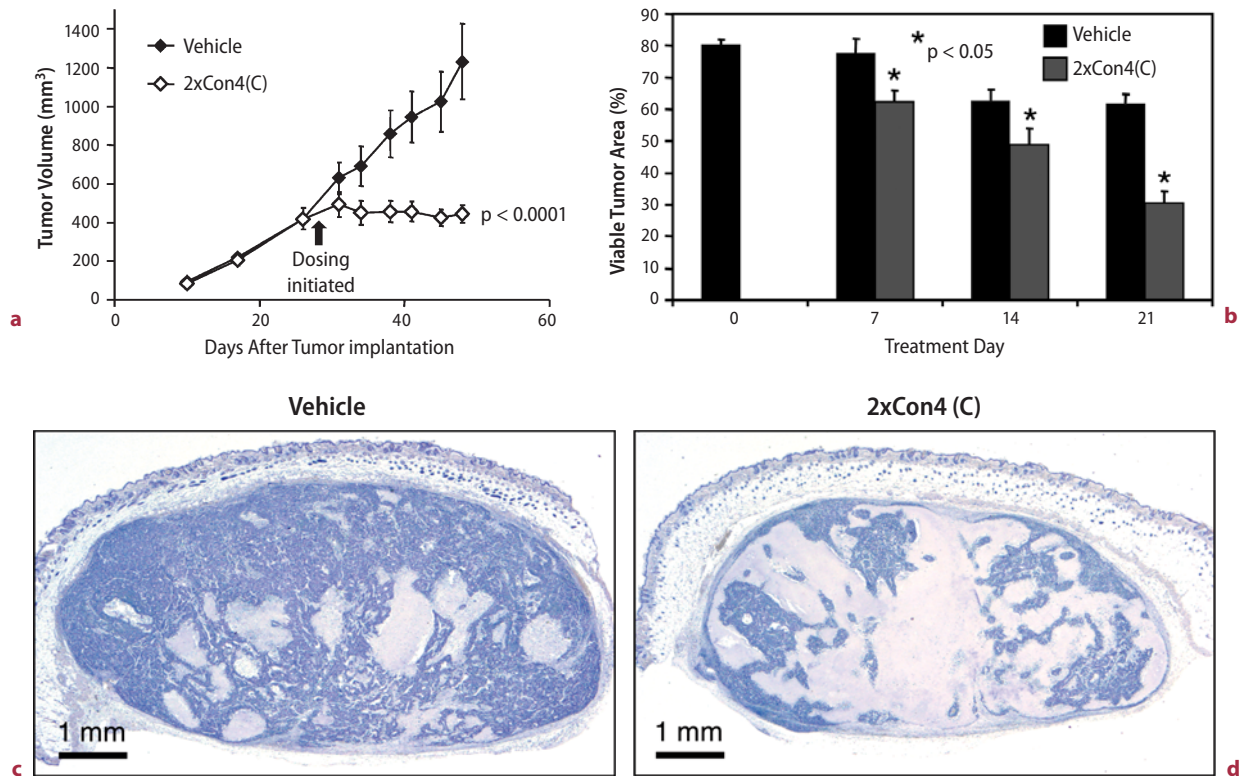 Tumor Volume (mm³)
1400
1200
1000
800
600
400
200
0
Vehicle
2xCon4(C)
p < 0.0001
Dosing
initiated
0
20
40
60
Days After Tumor implantation
a
Viable Tumor Area (%)
90
80
70
60
50
40
30
20
10
0
* p < 0.05
Vehicle
2xCon4(C)
*
*
*
0
7
14
21
Treatment Day
b
Vehicle
1 mm
c
2xCon4 (C)
1 mm
d